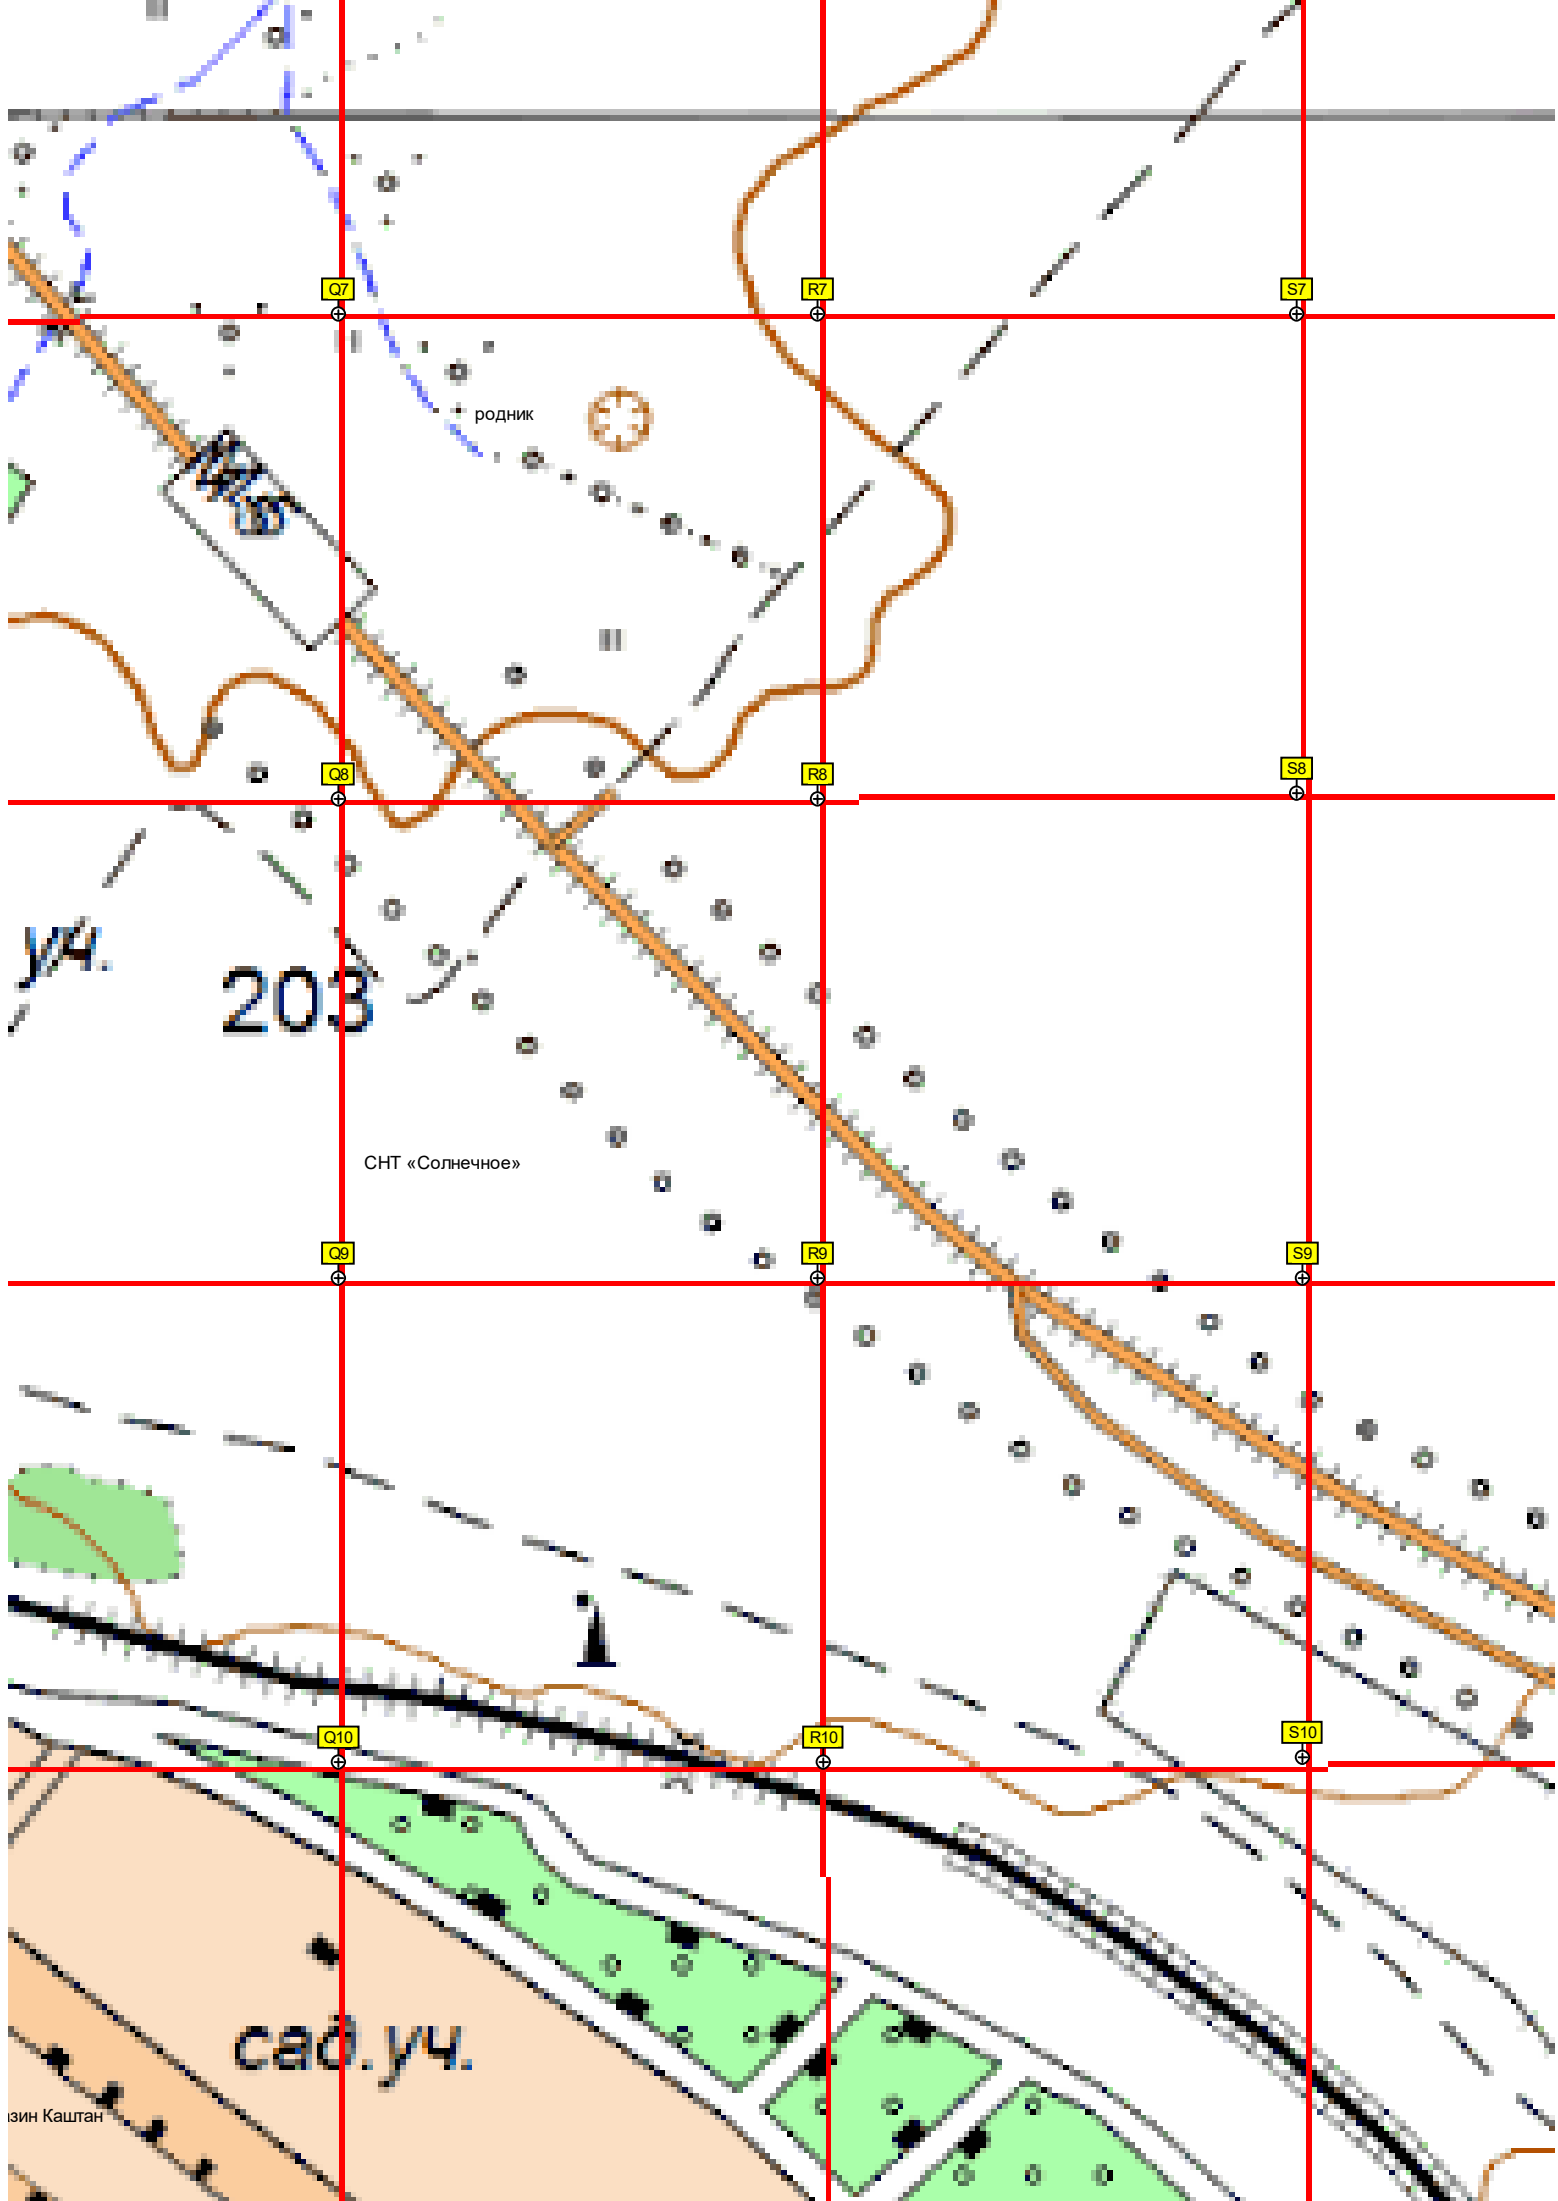 Q7
R7
S7
родник
Q8
R8
S8
уч.
203
СНТ «Солнечное»
Q9
R9
S9
Q10
R10
S10
сад.уч.
азин Каштан